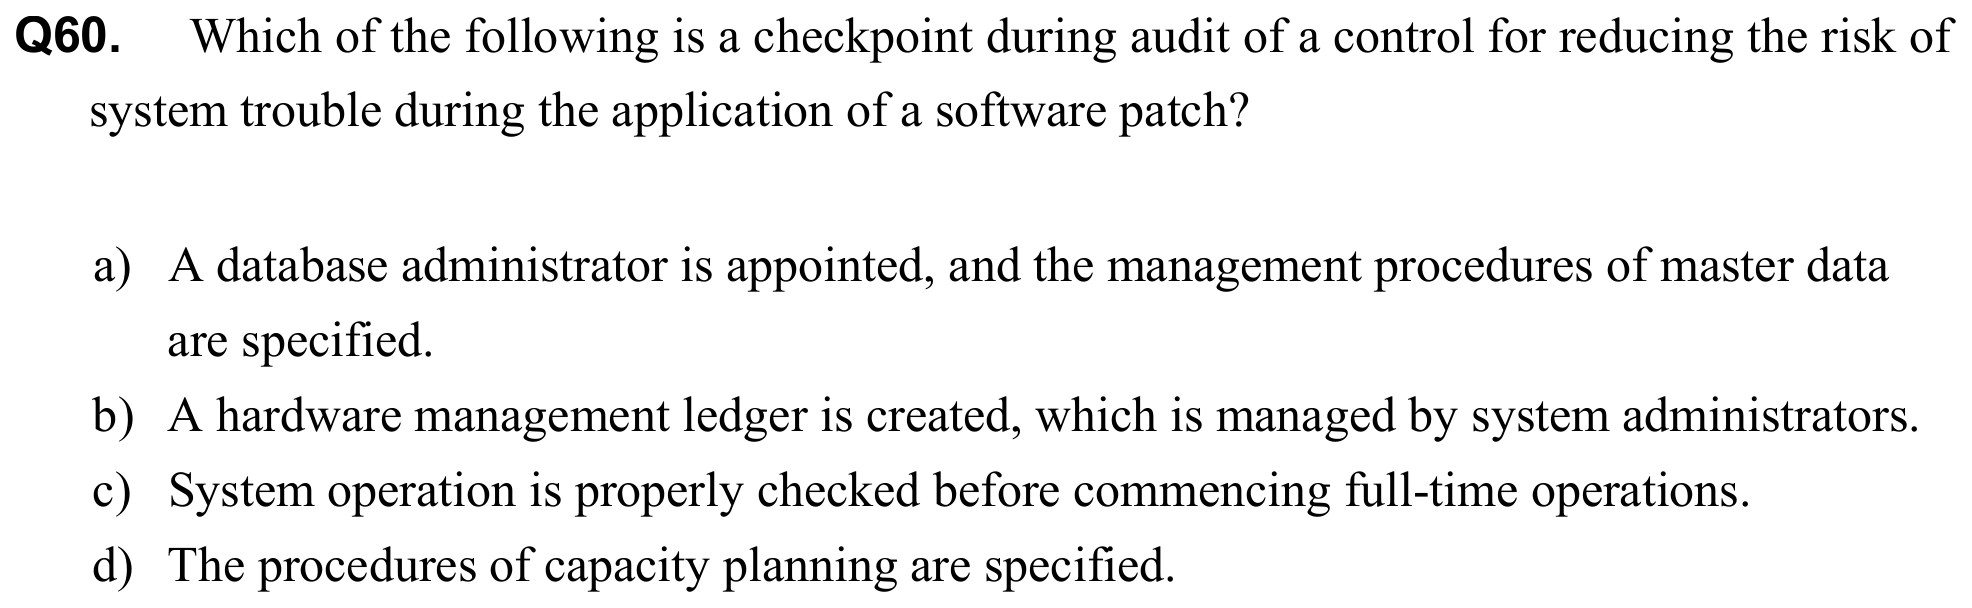 Q60. Which of the following is a checkpoint during audit of a control for reducing the risk of
system trouble during the application of a software patch?
a) A database administrator is appointed, and the management procedures of master data
are specified.
b) A hardware management ledger is created, which is managed by system administrators.
c) System operation is properly checked before commencing full-time operations.
d) The procedures of capacity planning are specified.